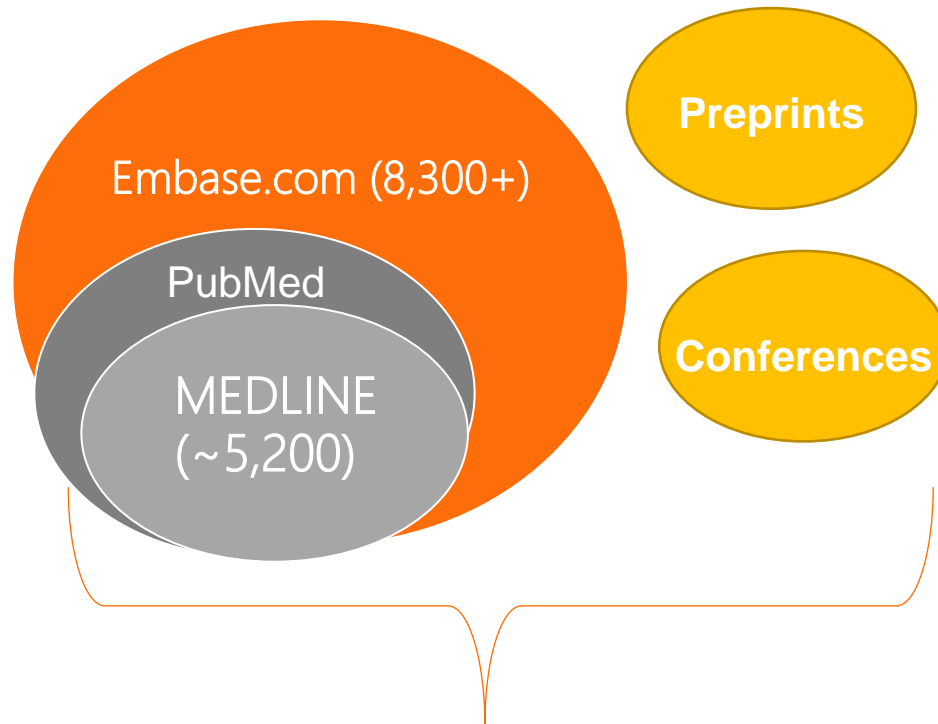 Preprints
Embase.com (8,300+)
PubMed
Conferences
MEDLINE
(~5,200)